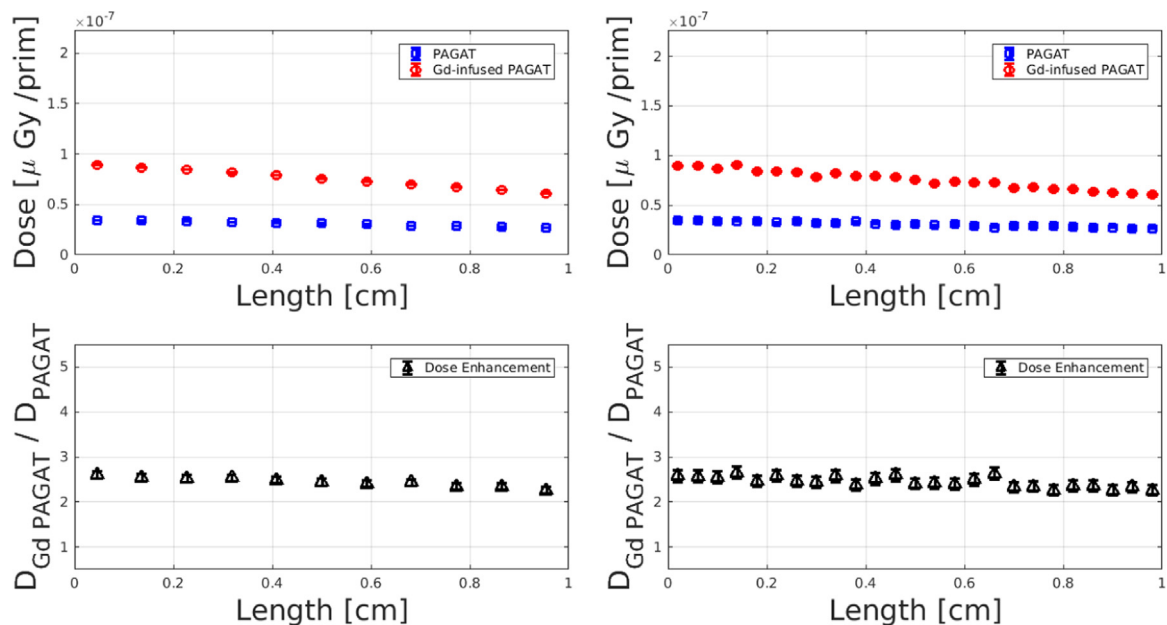 ×10⁻⁷
2
1.5
1
0.5
0
Dose [μ Gy /prim]
PAGAT
Gd-infused PAGAT
0 0.2 0.4 0.6 0.8 1
Length [cm]
×10⁻⁷
2
1.5
1
0.5
0
Dose [μ Gy /prim]
PAGAT
Gd-infused PAGAT
0 0.2 0.4 0.6 0.8 1
Length [cm]
5
4
3
2
1
D_Gd PAGAT / D_PAGAT
Dose Enhancement
0 0.2 0.4 0.6 0.8 1
Length [cm]
5
4
3
2
1
D_Gd PAGAT / D_PAGAT
Dose Enhancement
0 0.2 0.4 0.6 0.8 1
Length [cm]